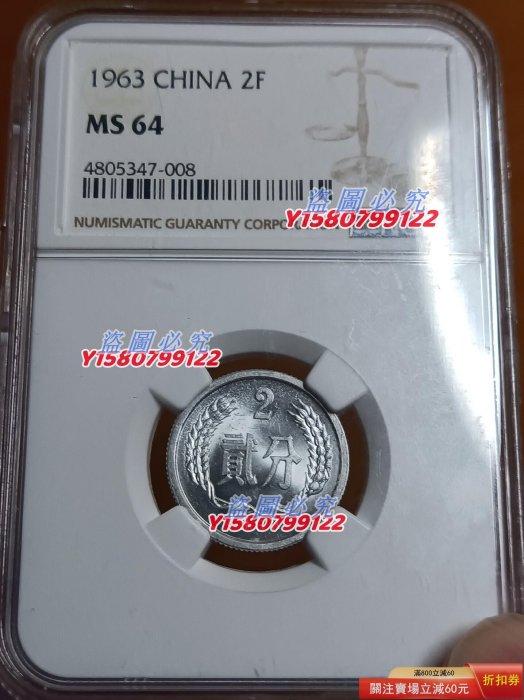 1963 CHINA 2F
MS 64
4805347-008
盜圖必究
Y1580799122
NUMISMATIC GUARANTY CORPO
盜圖必究
Y1580799122
2
貳分
盜圖必究
Y1580799122
滿800立減60
關注賣場立減60元
折扣券